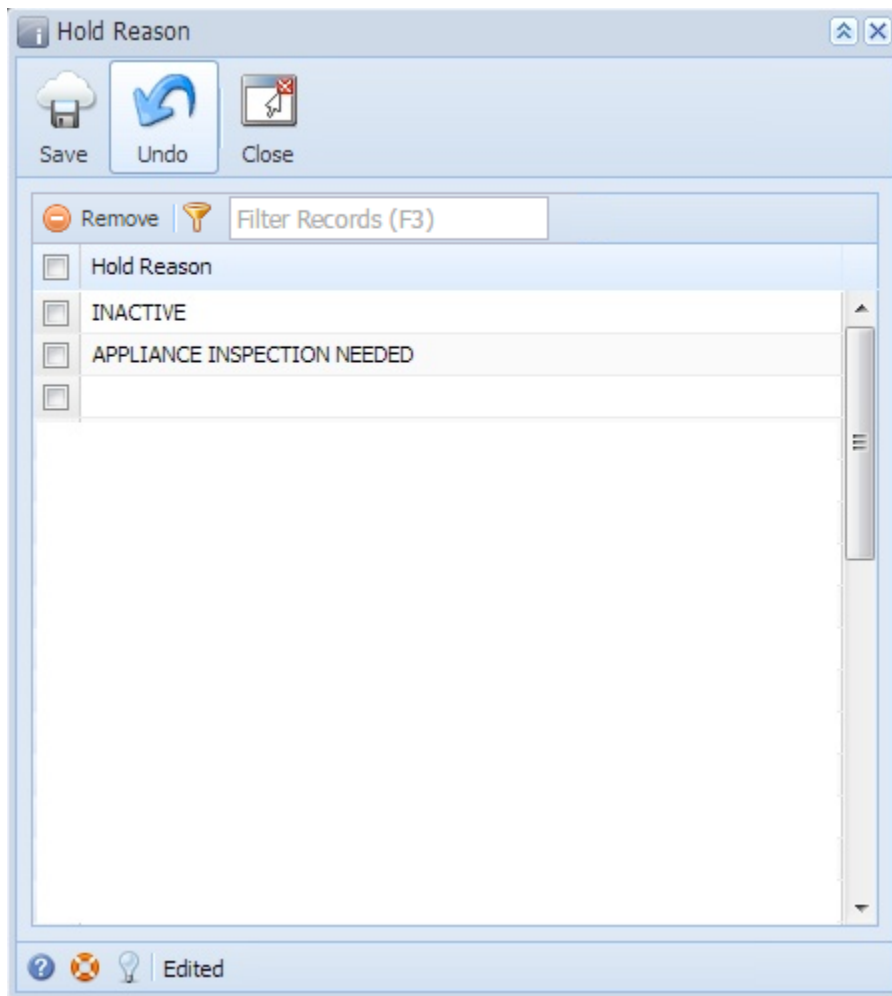 Hold Reason
Save Undo Close
Remove Filter Records (F3)
Hold Reason
INACTIVE
APPLIANCE INSPECTION NEEDED
Edited